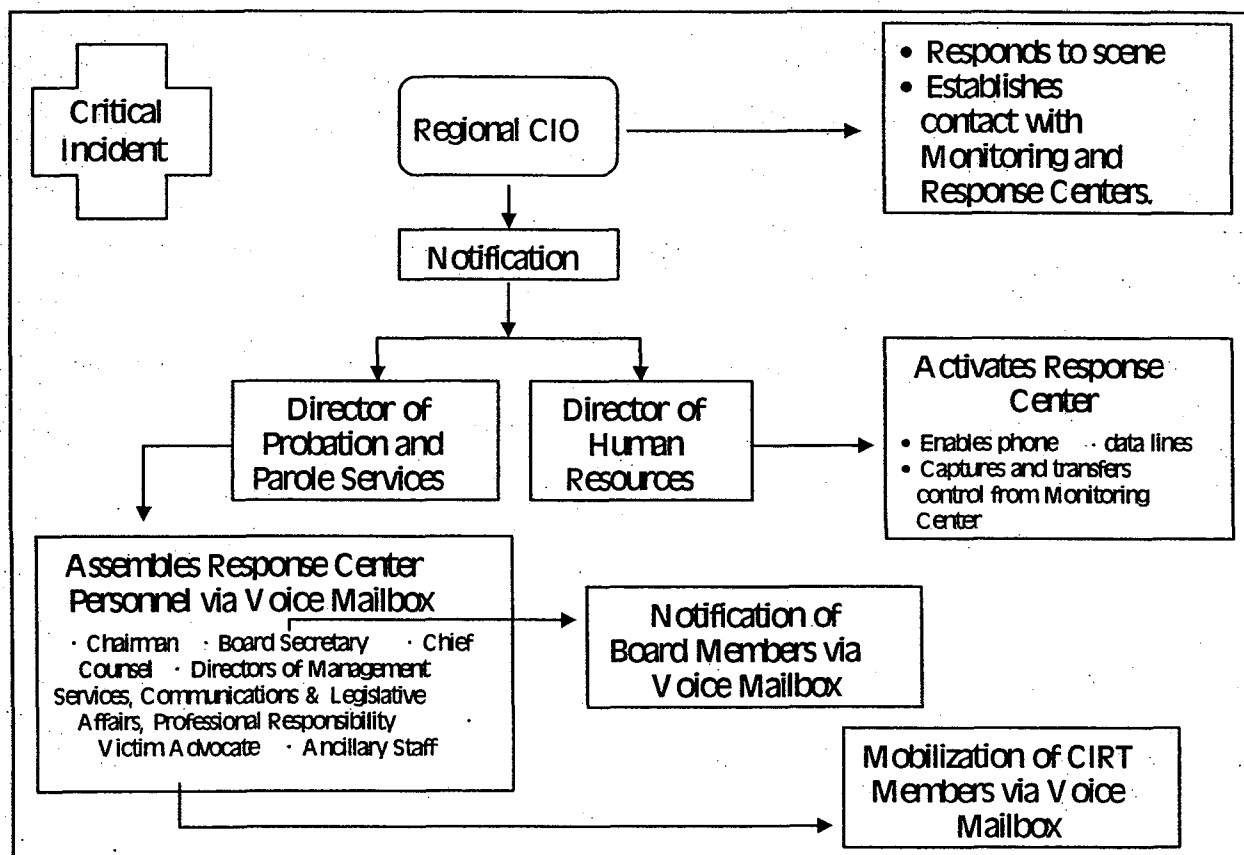 Critical
Incident
Regional CIO
• Responds to scene
• Establishes
contact with
Monitoring and
Response Centers.
Notification
Director of
Probation and
Parole Services
Director of
Human
Resources
Activates Response
Center
• Enables phone · data lines
• Captures and transfers
control from Monitoring
Center
Assembles Response Center
Personnel via Voice Mailbox
· Chairman · Board Secretary · Chief
Counsel · Directors of Management
Services, Communications & Legislative
Affairs, Professional Responsibility ·
Victim Advocate · Ancillary Staff
Notification of
Board Members via
Voice Mailbox
Mobilization of CIRT
Members via Voice
Mailbox